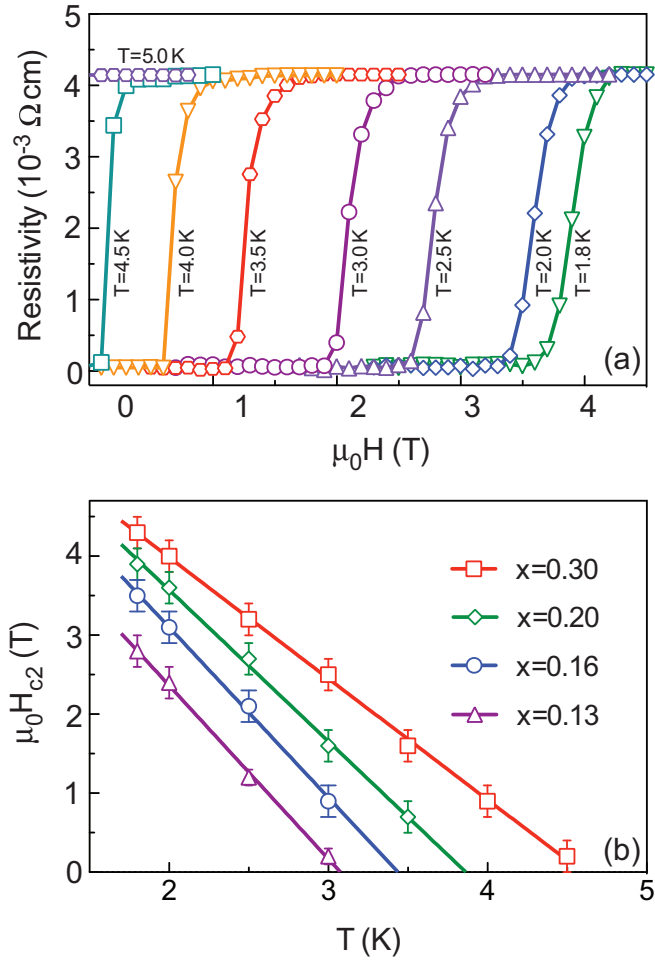 5
4
3
2
1
0
Resistivity (10⁻³ Ω cm)
T=5.0 K
T=4.5 K
T=4.0 K
T=3.5 K
T=3.0 K
T=2.5 K
T=2.0 K
T=1.8 K
(a)
0 1 2 3 4
μ₀H (T)
4
3
2
1
0
μ₀H_c2 (T)
x=0.30
x=0.20
x=0.16
x=0.13
(b)
2 3 4 5
T (K)